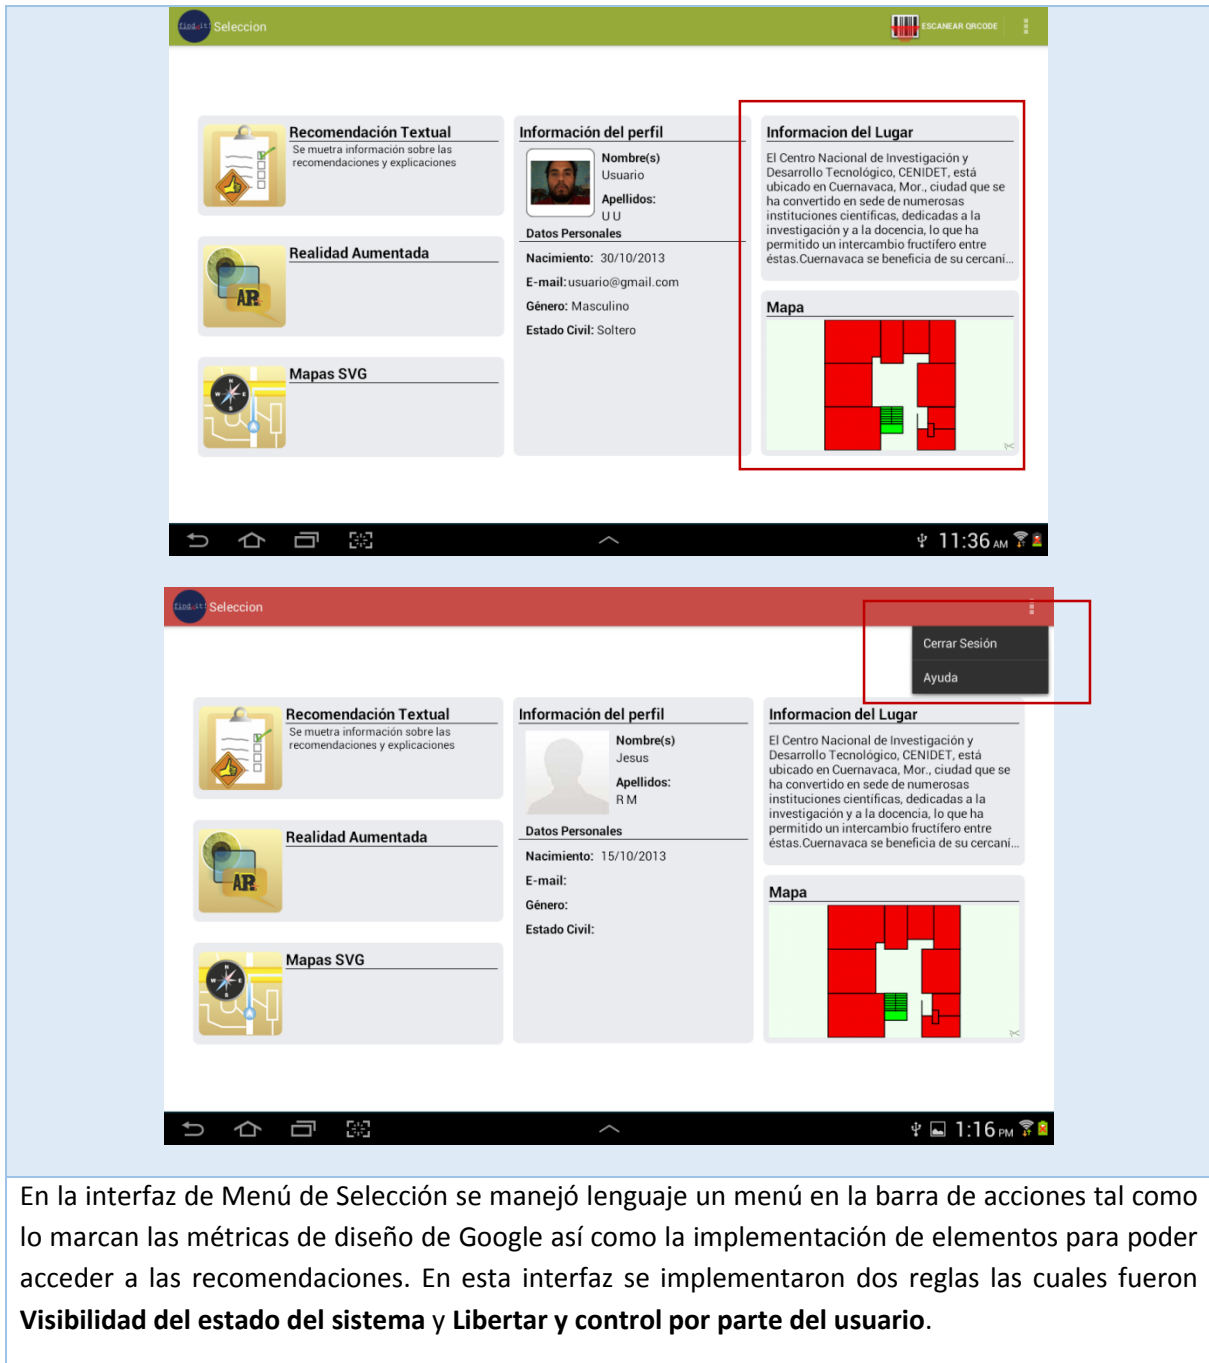 find it! Seleccion
ESCANEAR QRCODE
Recomendación Textual
Se muetra información sobre las
recomendaciones y explicaciones
Realidad Aumentada
AR
Mapas SVG
N
W E
S
Información del perfil
Nombre(s)
Usuario
Apellidos:
U U
Datos Personales
Nacimiento: 30/10/2013
E-mail: usuario@gmail.com
Género: Masculino
Estado Civil: Soltero
Informacion del Lugar
El Centro Nacional de Investigación y
Desarrollo Tecnológico, CENIDET, está
ubicado en Cuernavaca, Mor., ciudad que se
ha convertido en sede de numerosas
instituciones científicas, dedicadas a la
investigación y a la docencia, lo que ha
permitido un intercambio fructífero entre
éstas.Cuernavaca se beneficia de su cercaní...
Mapa
11:36 AM
find it! Seleccion
Cerrar Sesión
Ayuda
Recomendación Textual
Se muetra información sobre las
recomendaciones y explicaciones
Realidad Aumentada
AR
Mapas SVG
N
W E
S
Información del perfil
Nombre(s)
Jesus
Apellidos:
R M
Datos Personales
Nacimiento: 15/10/2013
E-mail:
Género:
Estado Civil:
Informacion del Lugar
El Centro Nacional de Investigación y
Desarrollo Tecnológico, CENIDET, está
ubicado en Cuernavaca, Mor., ciudad que se
ha convertido en sede de numerosas
instituciones científicas, dedicadas a la
investigación y a la docencia, lo que ha
permitido un intercambio fructífero entre
éstas.Cuernavaca se beneficia de su cercaní...
Mapa
1:16 PM
En la interfaz de Menú de Selección se manejó lenguaje un menú en la barra de acciones tal como
lo marcan las métricas de diseño de Google así como la implementación de elementos para poder
acceder a las recomendaciones. En esta interfaz se implementaron dos reglas las cuales fueron
Visibilidad del estado del sistema y Libertar y control por parte del usuario.